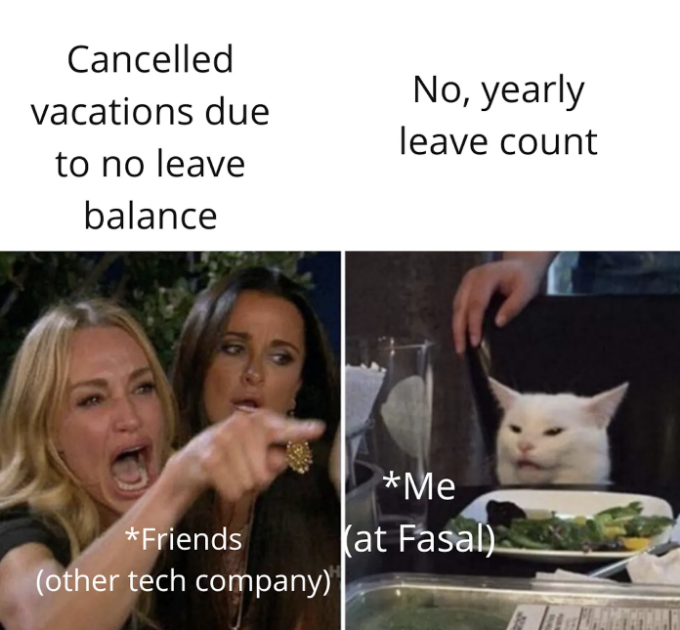 Cancelled
vacations due
to no leave
balance
No, yearly
leave count
*Me
(at Fasal)
*Friends
(other tech company)